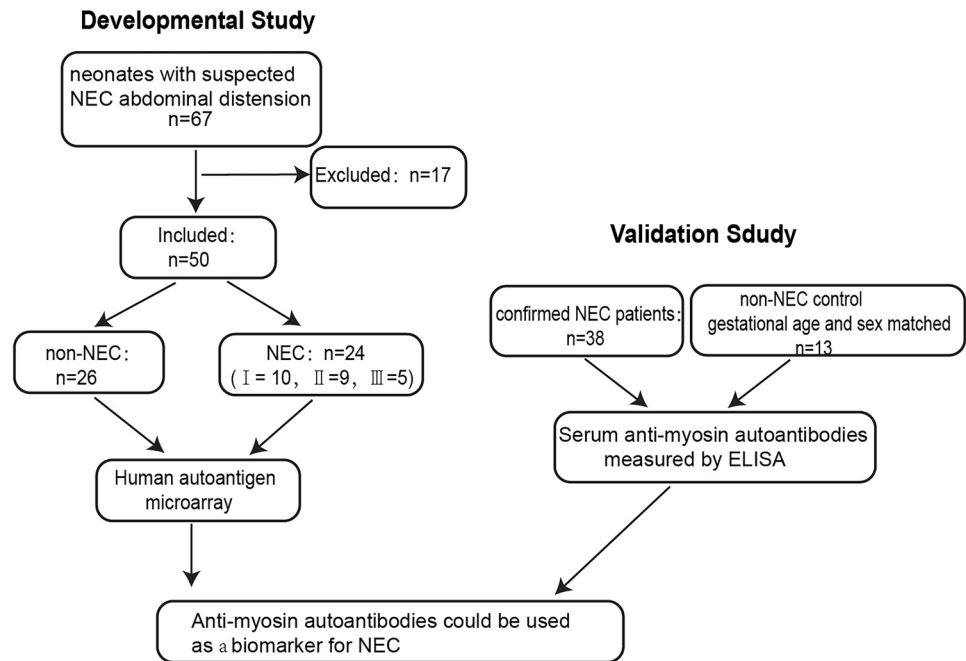 Developmental Study
neonates with suspected
NEC abdominal distension
n=67
Excluded： n=17
Included：
n=50
non-NEC：
n=26
NEC： n=24
(Ⅰ= 10， Ⅱ=9， Ⅲ=5)
Human autoantigen
microarray
Validation Sdudy
confirmed NEC patients：
n=38
non-NEC control
gestational age and sex matched
n=13
Serum anti-myosin autoantibodies
measured by ELISA
Anti-myosin autoantibodies could be used
as a biomarker for NEC